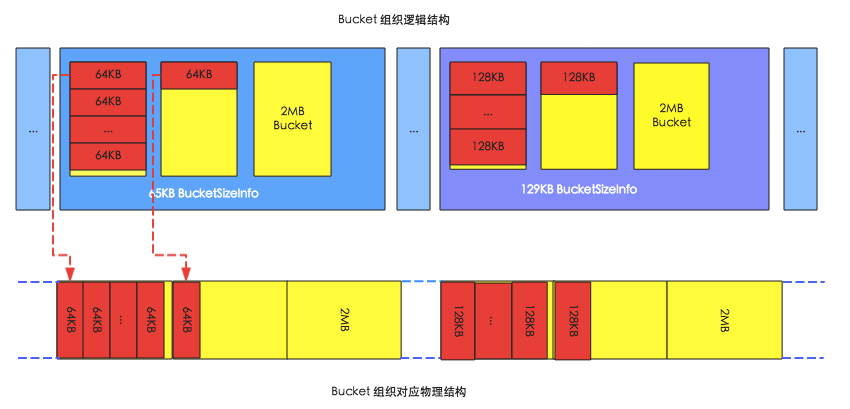 Bucket 组织逻辑结构
...
64KB
64KB
...
64KB
64KB
2MB
Bucket
65KB BucketSizeInfo
...
128KB
...
128KB
128KB
2MB
Bucket
129KB BucketSizeInfo
...
64KB
64KB
...
64KB
64KB
2MB
128KB
...
128KB
128KB
2MB
Bucket 组织对应物理结构